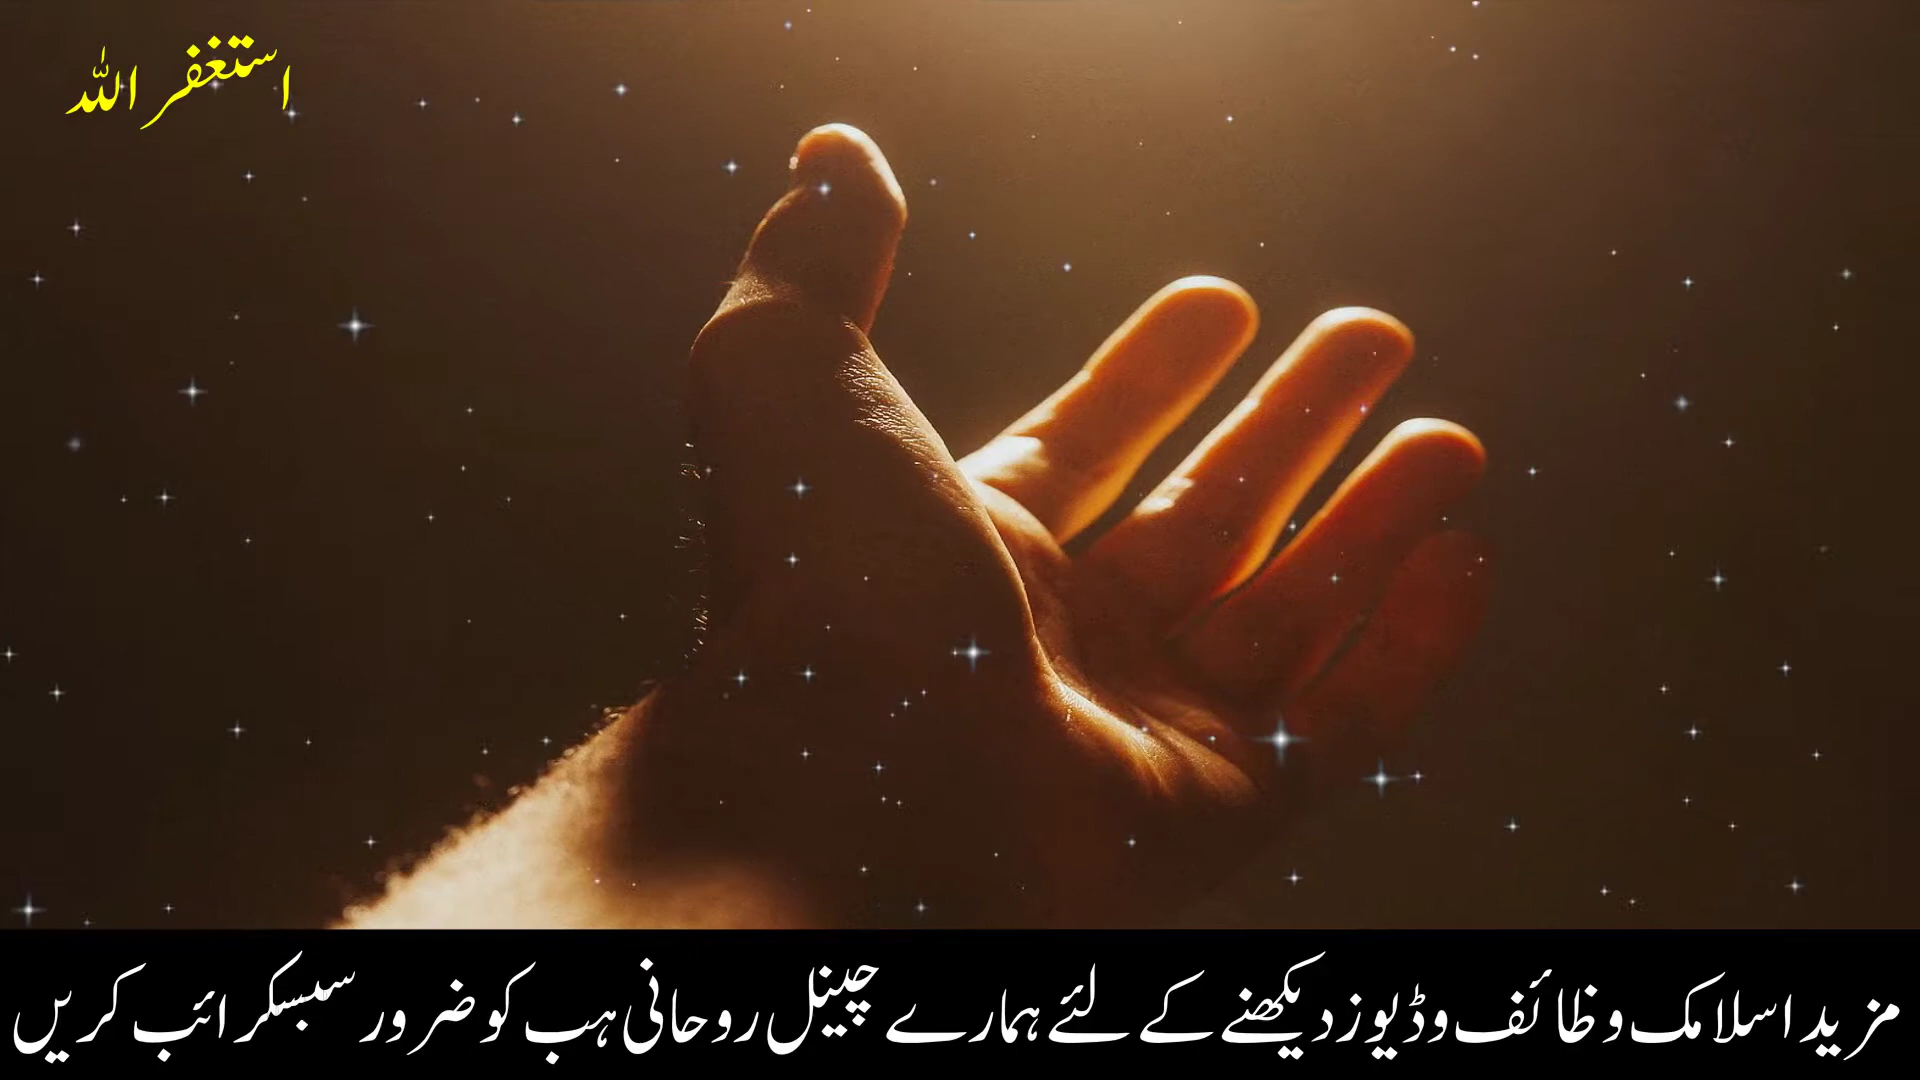 استغفر اللہ
مزید اسلامک وظائف وڈیوز دیکھنے کے لئے ہمارے چینل روحانی ہب کو ضرور سبسکرائب کریں